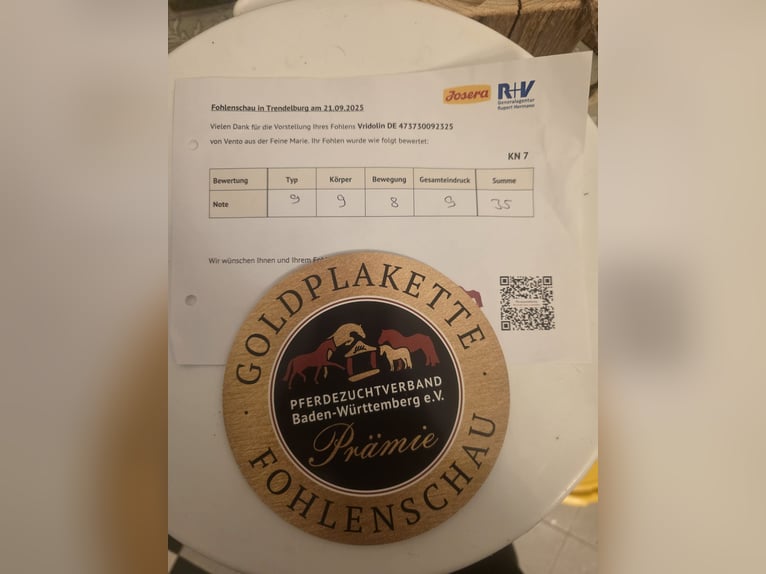 Josera
R+V
Generalagentur
Rupert Hermann
Fohlenschau in Trendelburg am 21.09.2025
Vielen Dank für die Vorstellung Ihres Fohlens Vridolin DE 473730092325
von Vento aus der Feine Marie. Ihr Fohlen wurde wie folgt bewertet:
KN 7
Bewertung Typ Körper Bewegung Gesamteindruck Summe
Note 9 9 8 9 35
Wir wünschen Ihnen und Ihrem
GOLDPLAKETTE
PFERDEZUCHTVERBAND
Baden-Württemberg e.V.
Prämie
FOHLENSCHAU